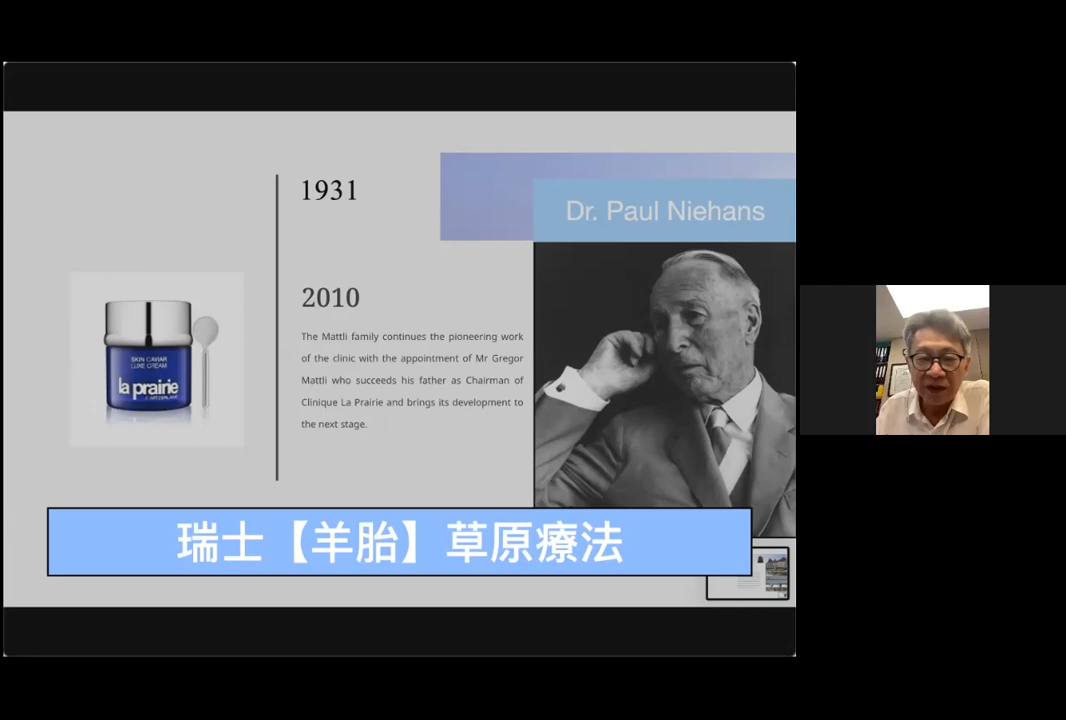 1931
Dr. Paul Niehans
2010
The Mattli family continues the pioneering work
of the clinic with the appointment of Mr Gregor
Mattli who succeeds his father as Chairman of
Clinique La Prairie and brings its development to
the next stage.
SKIN CAVIAR
LUXE CREAM
la prairie
瑞士【羊胎】草原療法